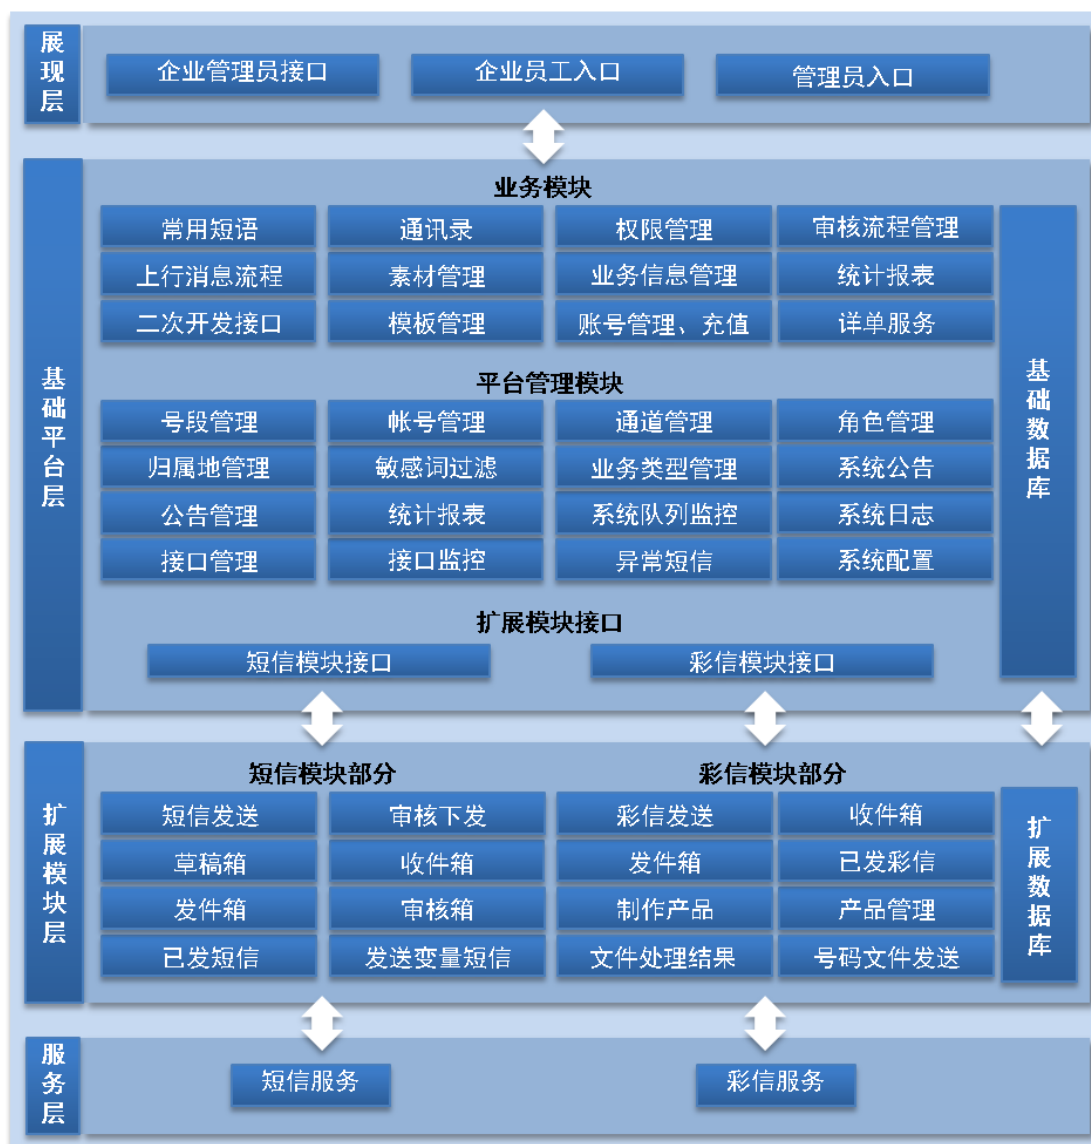 展现层
企业管理员接口
企业员工入口
管理员入口
基础平台层
业务模块
常用短语
通讯录
权限管理
审核流程管理
上行消息流程
素材管理
业务信息管理
统计报表
二次开发接口
模板管理
账号管理、充值
详单服务
平台管理模块
号段管理
帐号管理
通道管理
角色管理
归属地管理
敏感词过滤
业务类型管理
系统公告
公告管理
统计报表
系统队列监控
系统日志
接口管理
接口监控
异常短信
系统配置
扩展模块接口
短信模块接口
彩信模块接口
基础数据库
扩展模块层
短信模块部分
彩信模块部分
短信发送
审核下发
彩信发送
收件箱
草稿箱
收件箱
发件箱
已发彩信
发件箱
审核箱
制作产品
产品管理
已发短信
发送变量短信
文件处理结果
号码文件发送
扩展数据库
服务层
短信服务
彩信服务